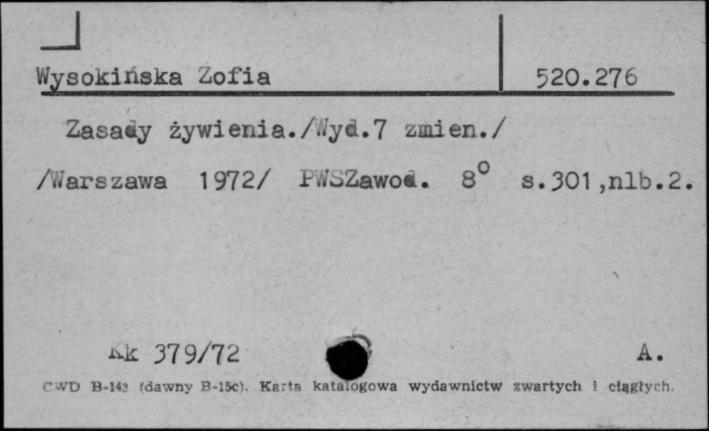 Wysokińska Zofia 520.276
Zasady żywienia./Wyd.7 zmien./
/Warszawa 1972/ PWSZawod. 8° s.301,nlb.2.
Kk 379/72 A.
CWD B-143 (dawny B-15c). Karta katalogowa wydawnictw zwartych i ciągłych.